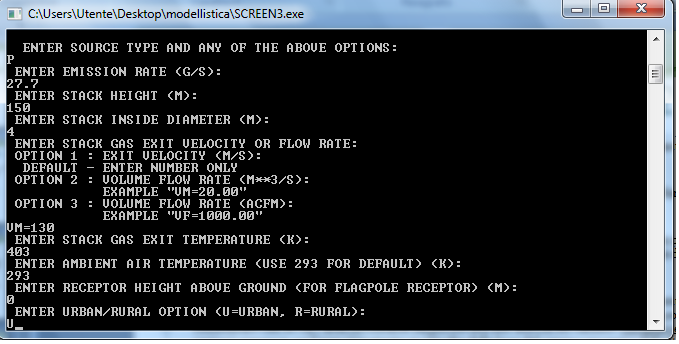 C:\Users\Utente\Desktop\modellistica\SCREEN3.exe
ENTER SOURCE TYPE AND ANY OF THE ABOVE OPTIONS:
P
ENTER EMISSION RATE (G/S):
27.7
ENTER STACK HEIGHT (M):
150
ENTER STACK INSIDE DIAMETER (M):
4
ENTER STACK GAS EXIT VELOCITY OR FLOW RATE:
OPTION 1 : EXIT VELOCITY (M/S):
DEFAULT - ENTER NUMBER ONLY
OPTION 2 : VOLUME FLOW RATE (M**3/S):
EXAMPLE "VM=20.00"
OPTION 3 : VOLUME FLOW RATE (ACFM):
EXAMPLE "VF=1000.00"
VM=130
ENTER STACK GAS EXIT TEMPERATURE (K):
403
ENTER AMBIENT AIR TEMPERATURE (USE 293 FOR DEFAULT) (K):
293
ENTER RECEPTOR HEIGHT ABOVE GROUND (FOR FLAGPOLE RECEPTOR) (M):
0
ENTER URBAN/RURAL OPTION (U=URBAN, R=RURAL):
U_